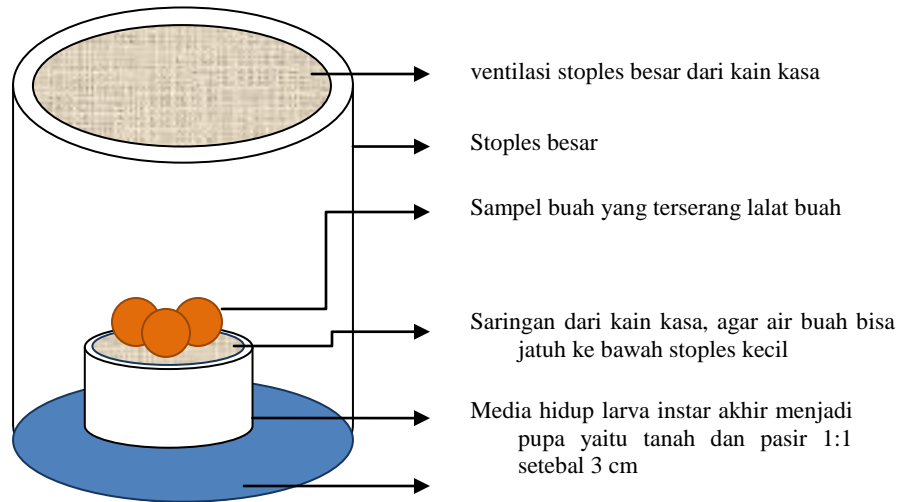 ventilasi stoples besar dari kain kasa
Stoples besar
Sampel buah yang terserang lalat buah
Saringan dari kain kasa, agar air buah bisa
jatuh ke bawah stoples kecil
Media hidup larva instar akhir menjadi
pupa yaitu tanah dan pasir 1:1
setebal 3 cm